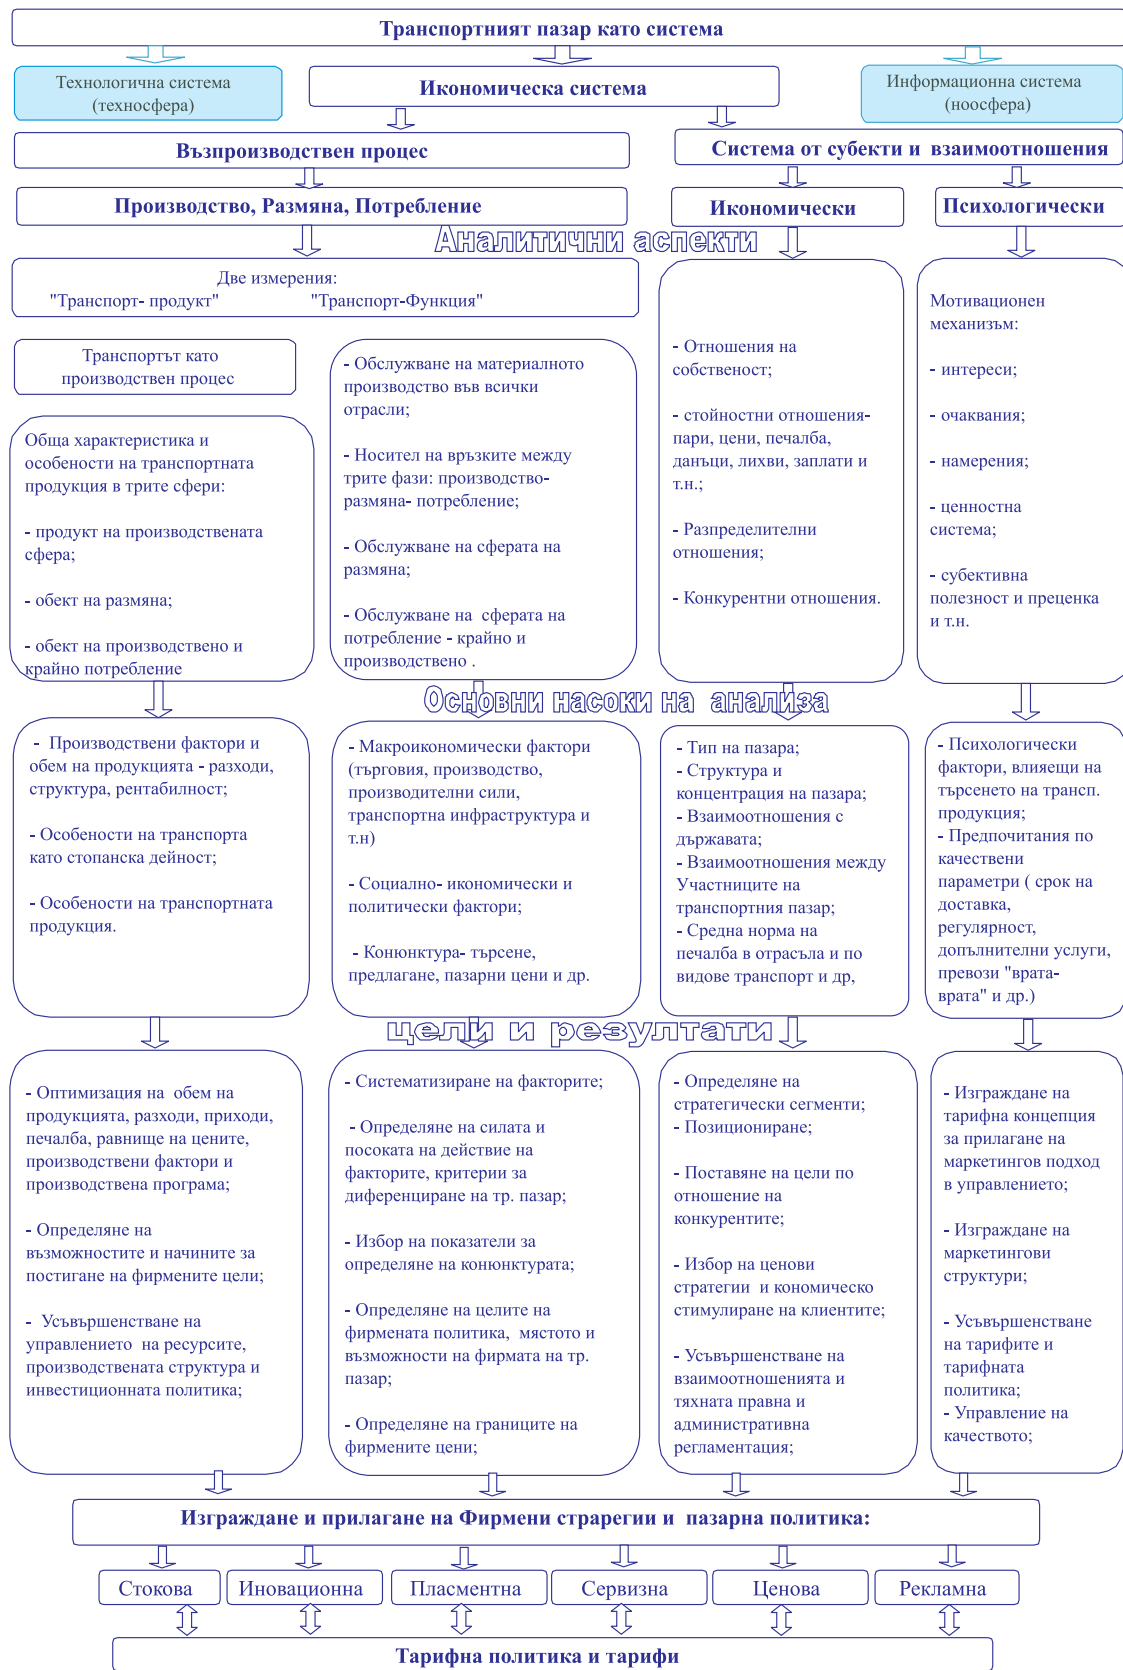 Транспортният пазар като система
Технологична система
(техносфера)
Икономическа система
Информационна система
(ноосфера)
Възпроизводствен процес
Система от субекти и взаимоотношения
Производство, Размяна, Потребление
Икономически
Психологически
Аналитични аспекти
Две измерения:
"Транспорт- продукт" "Транспорт-Функция"
Транспортът като
производствен процес
Обща характеристика и
особености на транспортната
продукция в трите сфери:
- продукт на производствената
сфера;
- обект на размяна;
- обект на производствено и
крайно потребление
- Обслужване на материалното
производство във всички
отрасли;
- Носител на връзките между
трите фази: производство-
размяна- потребление;
- Обслужване на сферата на
размяна;
- Обслужване на сферата на
потребление - крайно и
производствено .
- Отношения на
собственост;
- стойностни отношения-
пари, цени, печалба,
данъци, лихви, заплати и
т.н.;
- Разпределителни
отношения;
- Конкурентни отношения.
Мотивационен
механизъм:
- интереси;
- очаквания;
- намерения;
- ценностна
система;
- субективна
полезност и преценка
и т.н.
Основни насоки на анализа
- Производствени фактори и
обем на продукцията - разходи,
структура, рентабилност;
- Особености на транспорта
като стопанска дейност;
- Особености на транспортната
продукция.
- Макроикономически фактори
(търговия, производство,
производителни сили,
транспортна инфраструктура и
т.н)
- Социално- икономически и
политически фактори;
- Конюнктура- търсене,
предлагане, пазарни цени и др.
- Тип на пазара;
- Структура и
концентрация на пазара;
- Взаимоотношения с
държавата;
- Взаимоотношения между
Участниците на
транспортния пазар;
- Средна норма на
печалба в отрасъла и по
видове транспорт и др,
- Психологически
фактори, влияещи на
търсенето на трансп.
продукция;
- Предпочитания по
качествени
параметри ( срок на
доставка,
регулярност,
допълнителни услуги,
превози "врата-
врата" и др.)
цели и резултати
- Оптимизация на обем на
продукцията, разходи, приходи,
печалба, равнище на цените,
производствени фактори и
производствена програма;
- Определяне на
възможностите и начините за
постигане на фирмените цели;
- Усъвършенстване на
управлението на ресурсите,
производствената структура и
инвестиционната политика;
- Систематизиране на факторите;
- Определяне на силата и
посоката на действие на
факторите, критерии за
диференциране на тр. пазар;
- Избор на показатели за
определяне на конюнктурата;
- Определяне на целите на
фирмената политика, мястото и
възможности на фирмата на тр.
пазар;
- Определяне на границите на
фирмените цени;
- Определяне на
стратегически сегменти;
- Позициониране;
- Поставяне на цели по
отношение на
конкурентите;
- Избор на ценови
стратегии и кономическо
стимулиране на клиентите;
- Усъвършенстване на
взаимоотношенията и
тяхната правна и
административна
регламентация;
- Изграждане на
тарифна концепция
за прилагане на
маркетингов подход
в управлението;
- Изграждане на
маркетингови
структури;
- Усъвършенстване
на тарифите и
тарифната
политика;
- Управление на
качеството;
Изграждане и прилагане на Фирмени страрегии и пазарна политика:
Стокова
Иновационна
Пласментна
Сервизна
Ценова
Рекламна
Тарифна политика и тарифи